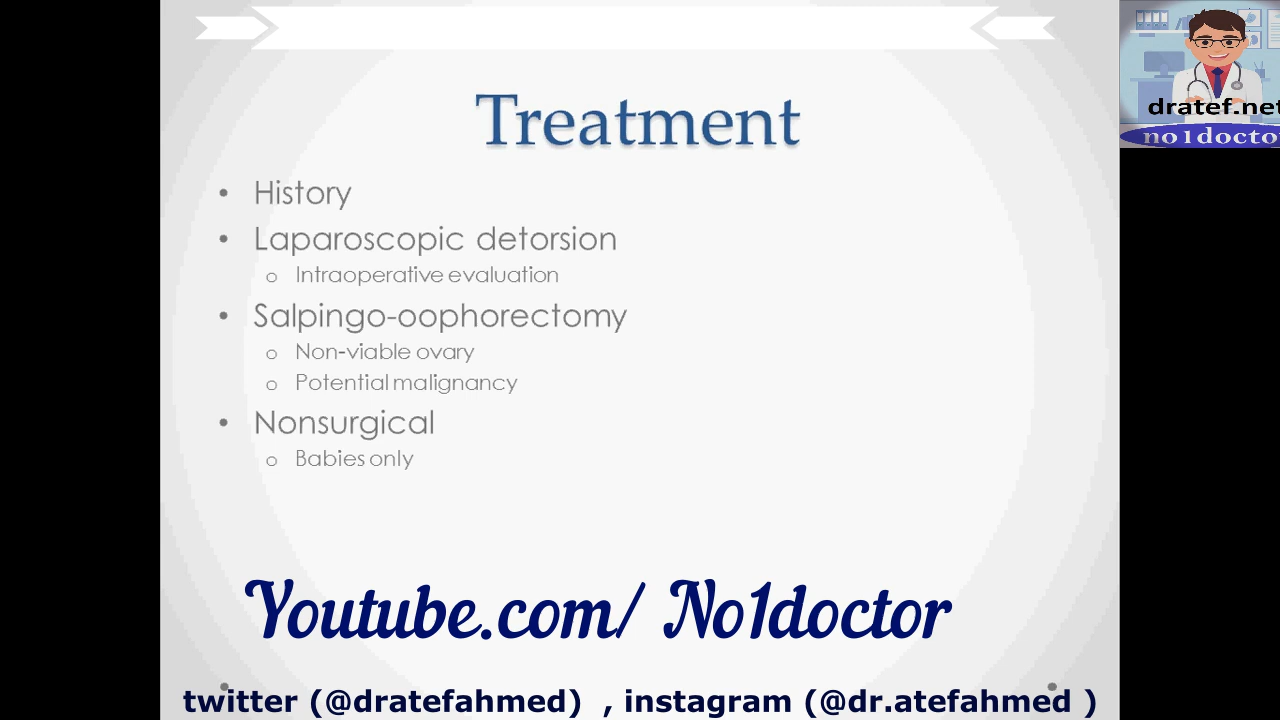 Treatment
• History
• Laparoscopic detorsion
o Intraoperative evaluation
• Salpingo-oophorectomy
o Non-viable ovary
o Potential malignancy
• Nonsurgical
o Babies only
Youtube.com/ No1doctor
twitter (@dratefahmed) , instagram (@dr.atefahmed )
dratef.net
no1docto